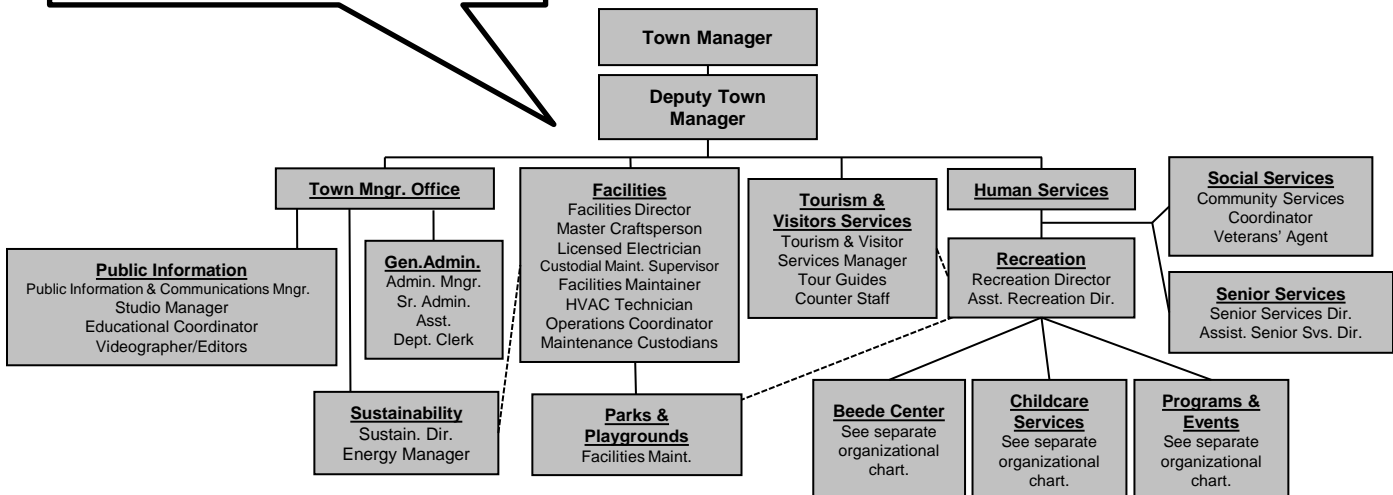 Town Manager
Deputy Town
Manager
Town Mngr. Office
Facilities
Facilities Director
Master Craftsperson
Licensed Electrician
Custodial Maint. Supervisor
Facilities Maintainer
HVAC Technician
Operations Coordinator
Maintenance Custodians
Tourism &
Visitors Services
Tourism & Visitor
Services Manager
Tour Guides
Counter Staff
Human Services
Social Services
Community Services
Coordinator
Veterans’ Agent
Public Information
Public Information & Communications Mngr.
Studio Manager
Educational Coordinator
Videographer/Editors
Gen.Admin.
Admin. Mngr.
Sr. Admin.
Asst.
Dept. Clerk
Recreation
Recreation Director
Asst. Recreation Dir.
Senior Services
Senior Services Dir.
Assist. Senior Svs. Dir.
Sustainability
Sustain. Dir.
Energy Manager
Parks &
Playgrounds
Facilities Maint.
Beede Center
See separate
organizational
chart.
Childcare
Services
See separate
organizational
chart.
Programs &
Events
See separate
organizational
chart.